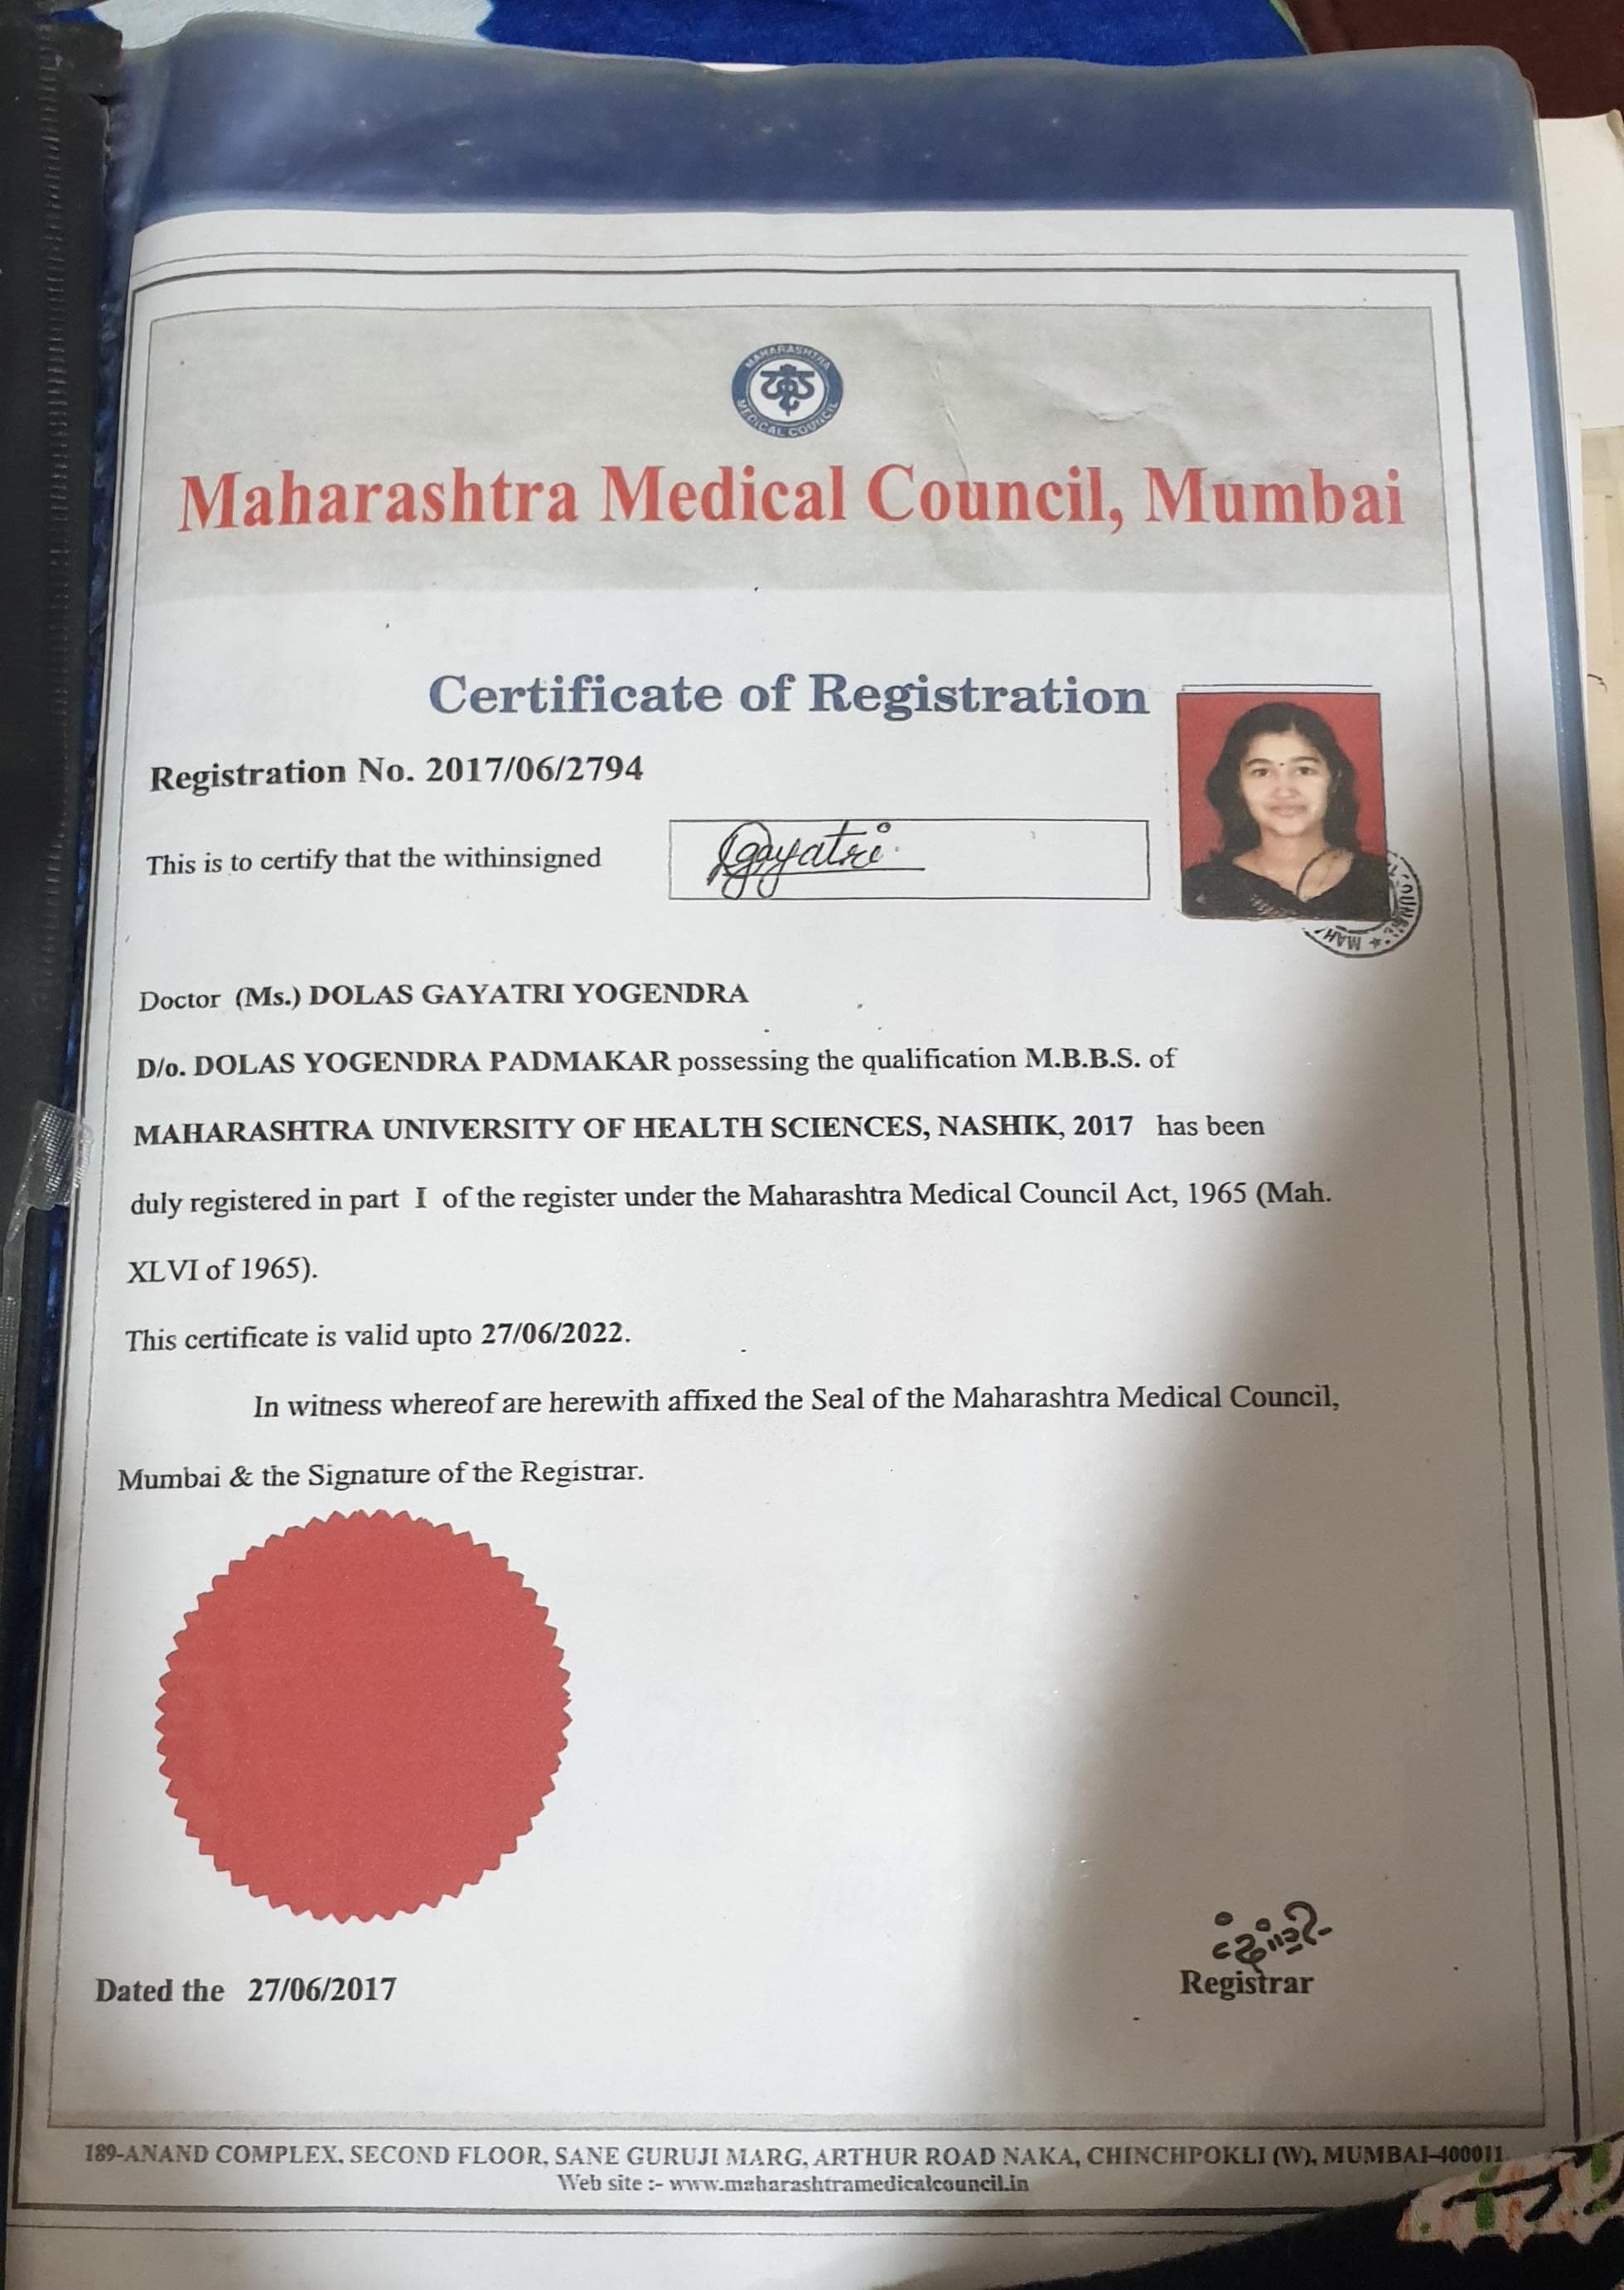 MAHARASHTRA
MEDICAL COUNCIL
Maharashtra Medical Council, Mumbai
Certificate of Registration
Registration No. 2017/06/2794
This is to certify that the withinsigned
Gayatri
MAH
Doctor (Ms.) DOLAS GAYATRI YOGENDRA
D/o. DOLAS YOGENDRA PADMAKAR possessing the qualification M.B.B.S. of
MAHARASHTRA UNIVERSITY OF HEALTH SCIENCES, NASHIK, 2017 has been
duly registered in part I of the register under the Maharashtra Medical Council Act, 1965 (Mah.
XLVI of 1965).
This certificate is valid upto 27/06/2022.
In witness whereof are herewith affixed the Seal of the Maharashtra Medical Council,
Mumbai & the Signature of the Registrar.
Dated the 27/06/2017
Registrar
189-ANAND COMPLEX, SECOND FLOOR, SANE GURUJI MARG, ARTHUR ROAD NAKA, CHINCHPOKLI (W), MUMBAI-400011
Web site :- www.maharashtramedicalcouncil.in